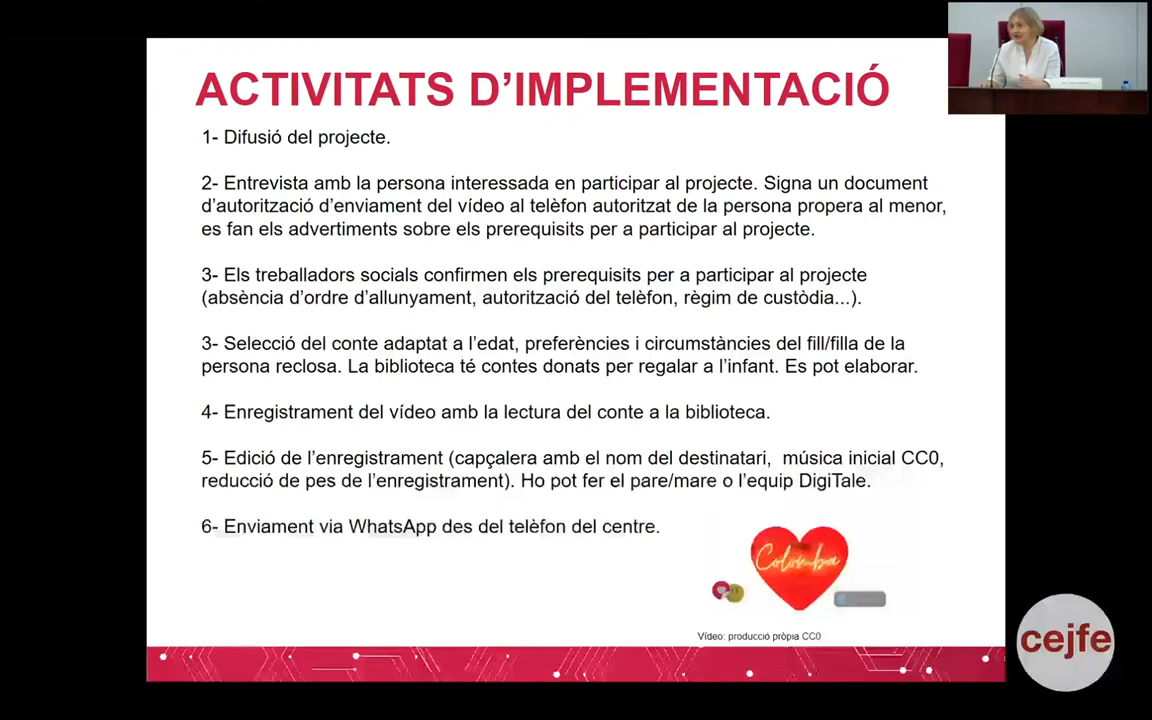 ACTIVITATS D'IMPLEMENTACIÓ
1- Difusió del projecte.
2- Entrevista amb la persona interessada en participar al projecte. Signa un document
d'autorització d'enviament del vídeo al telèfon autoritzat de la persona propera al menor,
es fan els advertiments sobre els prerequisits per a participar al projecte.
3- Els treballadors socials confirmen els prerequisits per a participar al projecte
(absència d'ordre d'allunyament, autorització del telèfon, règim de custòdia...).
3- Selecció del conte adaptat a l'edat, preferències i circumstàncies del fill/filla de la
persona reclosa. La biblioteca té contes donats per regalar a l'infant. Es pot elaborar.
4- Enregistrament del vídeo amb la lectura del conte a la biblioteca.
5- Edició de l'enregistrament (capçalera amb el nom del destinatari,  música inicial CC0,
reducció de pes de l'enregistrament). Ho pot fer el pare/mare o l'equip DigiTale.
6- Enviament via WhatsApp des del telèfon del centre.
Colomba
Vídeo: producció pròpia CC0
cejfe